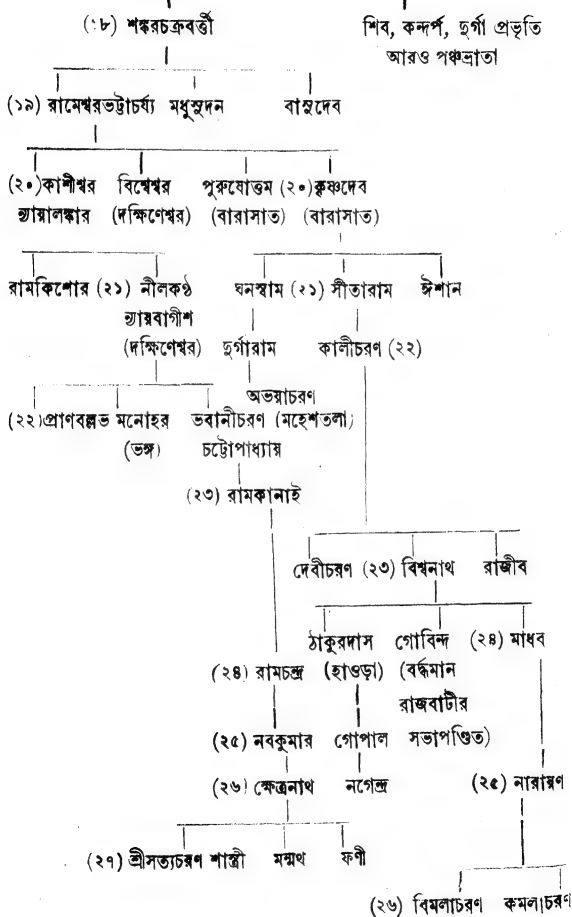 (১৮) শঙ্করচক্রবর্ত্তী শিব, কন্দর্প, দুর্গা প্রভৃতি
আরও পঞ্চভ্রাতা
(১৯) রামেশ্বরভট্টাচর্য্য মধুসুদন বাসুদেব
(২০) কাশীশ্বর বিশ্বেশ্বর পুরুষোত্তম (২০) কৃষ্ণদেব
ন্যায়ালঙ্কার (দক্ষিণেশ্বর) (বারাসাত) (বারাসাত)
রামকিশোর (২১) নীলকণ্ঠ ঘনস্বাম (২১) সীতারাম ঈশান
ন্যায়বাগীশ
(দক্ষিণেশ্বর) দুর্গারাম কালীচরণ (২২)
অভয়াচরণ
(২২) প্রাণবল্লভ মনোহর ভবানীচরণ (মহেশতলা)
(ভঙ্গ) চট্টোপাধ্যায়
(২৩) রামকানাই
দেবীচরণ (২৩) বিশ্বনাথ রাজীব
ঠাকুরদাস গোবিন্দ (২৪) মাধব
(২৪) রামচন্দ্র (হাওড়া) (বর্দ্ধমান
রাজবাটীর
(২৫) নবকুমার গোপাল সভাপণ্ডিত)
(২৬) ক্ষেত্রনাথ নগেন্দ্র (২৫) নারায়ণ
(২৭) শ্রীসত্যচরণ শাস্ত্রী মন্মথ ফণী
(২৬) বিমলাচরণ কমলাচরণ